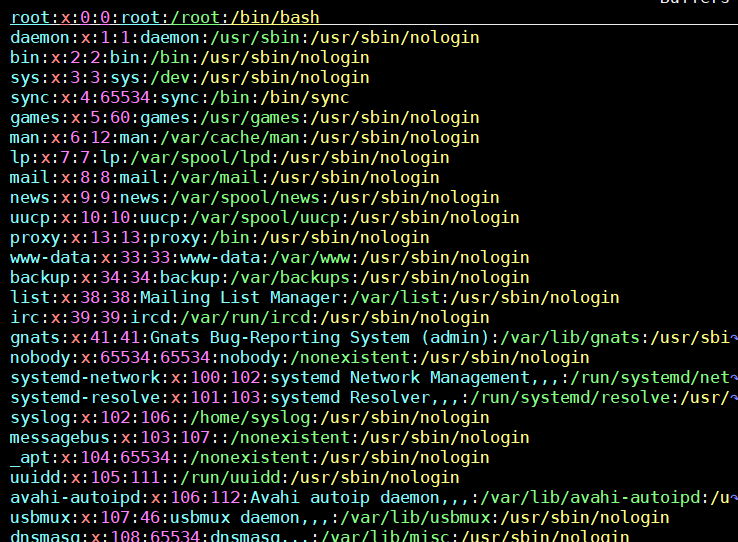 Buffers
root:x:0:0:root:/root:/bin/bash
daemon:x:1:1:daemon:/usr/sbin:/usr/sbin/nologin
bin:x:2:2:bin:/bin:/usr/sbin/nologin
sys:x:3:3:sys:/dev:/usr/sbin/nologin
sync:x:4:65534:sync:/bin:/bin/sync
games:x:5:60:games:/usr/games:/usr/sbin/nologin
man:x:6:12:man:/var/cache/man:/usr/sbin/nologin
lp:x:7:7:lp:/var/spool/lpd:/usr/sbin/nologin
mail:x:8:8:mail:/var/mail:/usr/sbin/nologin
news:x:9:9:news:/var/spool/news:/usr/sbin/nologin
uucp:x:10:10:uucp:/var/spool/uucp:/usr/sbin/nologin
proxy:x:13:13:proxy:/bin:/usr/sbin/nologin
www-data:x:33:33:www-data:/var/www:/usr/sbin/nologin
backup:x:34:34:backup:/var/backups:/usr/sbin/nologin
list:x:38:38:Mailing List Manager:/var/list:/usr/sbin/nologin
irc:x:39:39:ircd:/var/run/ircd:/usr/sbin/nologin
gnats:x:41:41:Gnats Bug-Reporting System (admin):/var/lib/gnats:/usr/sbi
nobody:x:65534:65534:nobody:/nonexistent:/usr/sbin/nologin
systemd-network:x:100:102:systemd Network Management,,,:/run/systemd/net
systemd-resolve:x:101:103:systemd Resolver,,,:/run/systemd/resolve:/usr/
syslog:x:102:106::/home/syslog:/usr/sbin/nologin
messagebus:x:103:107::/nonexistent:/usr/sbin/nologin
_apt:x:104:65534::/nonexistent:/usr/sbin/nologin
uuidd:x:105:111::/run/uuidd:/usr/sbin/nologin
avahi-autoipd:x:106:112:Avahi autoip daemon,,,:/var/lib/avahi-autoipd:/u
usbmux:x:107:46:usbmux daemon,,,:/var/lib/usbmux:/usr/sbin/nologin
dnsmasq:x:108:65534:dnsmasq,,,:/var/lib/misc:/usr/sbin/nologin